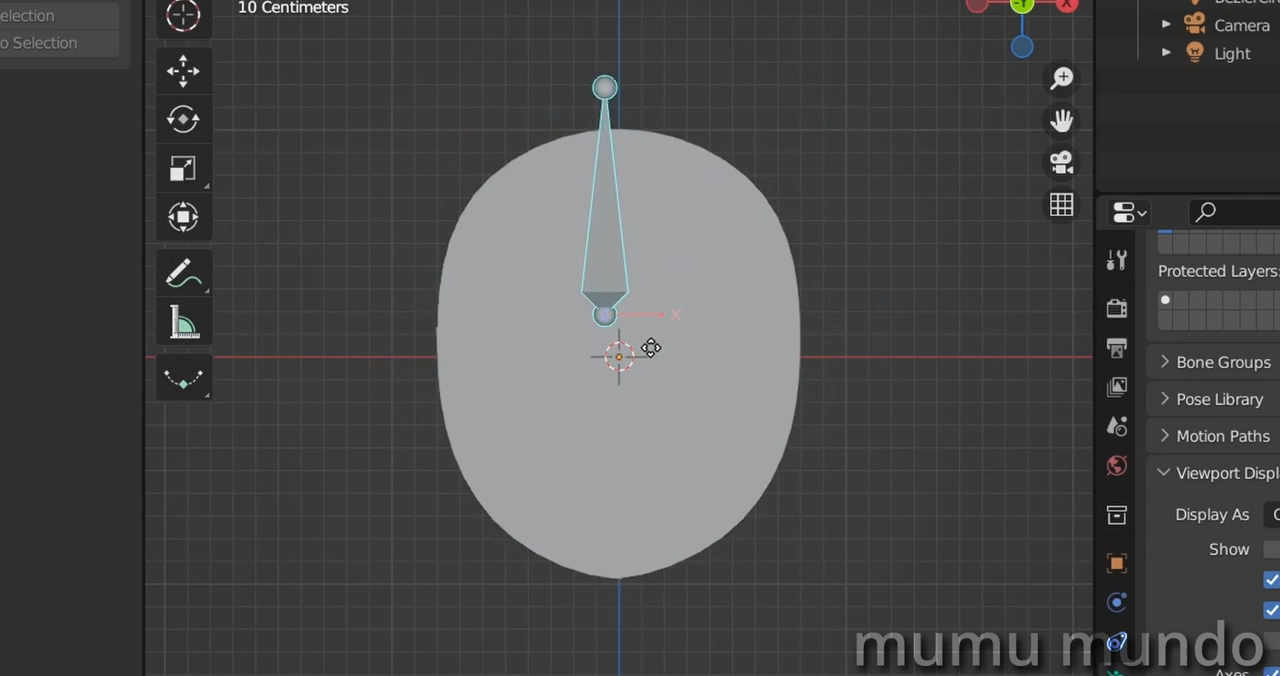 10 Centimeters
election
o Selection
X
-Y
X
Camera
Light
Protected Layers:
Bone Groups
Pose Library
Motion Paths
Viewport Displ
Display As
Show
mumu mundo